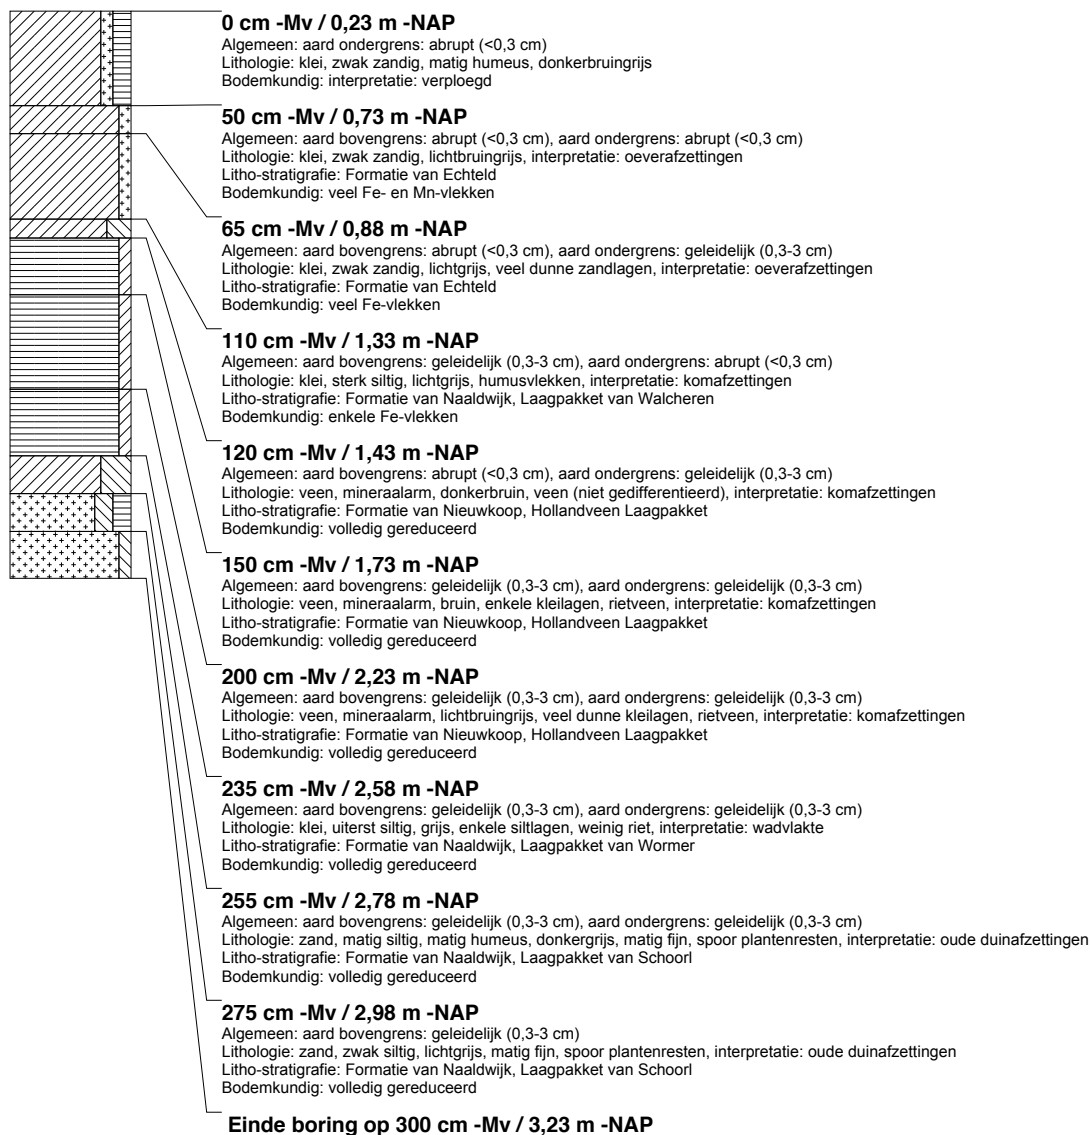 0 cm -Mv / 0,23 m -NAP
Algemeen: aard ondergrens: abrupt (<0,3 cm)
Lithologie: klei, zwak zandig, matig humeus, donkerbruingrijs
Bodemkundig: interpretatie: verploegd
50 cm -Mv / 0,73 m -NAP
Algemeen: aard bovengrens: abrupt (<0,3 cm), aard ondergrens: abrupt (<0,3 cm)
Lithologie: klei, zwak zandig, lichtbruingrijs, interpretatie: oeverafzettingen
Litho-stratigrafie: Formatie van Echteld
Bodemkundig: veel Fe- en Mn-vlekken
65 cm -Mv / 0,88 m -NAP
Algemeen: aard bovengrens: abrupt (<0,3 cm), aard ondergrens: geleidelijk (0,3-3 cm)
Lithologie: klei, zwak zandig, lichtgrijs, veel dunne zandlagen, interpretatie: oeverafzettingen
Litho-stratigrafie: Formatie van Echteld
Bodemkundig: veel Fe-vlekken
110 cm -Mv / 1,33 m -NAP
Algemeen: aard bovengrens: geleidelijk (0,3-3 cm), aard ondergrens: abrupt (<0,3 cm)
Lithologie: klei, sterk siltig, lichtgrijs, humusvlekken, interpretatie: komafzettingen
Litho-stratigrafie: Formatie van Naaldwijk, Laagpakket van Walcheren
Bodemkundig: enkele Fe-vlekken
120 cm -Mv / 1,43 m -NAP
Algemeen: aard bovengrens: abrupt (<0,3 cm), aard ondergrens: geleidelijk (0,3-3 cm)
Lithologie: veen, mineraalarm, donkerbruin, veen (niet gedifferentieerd), interpretatie: komafzettingen
Litho-stratigrafie: Formatie van Nieuwkoop, Hollandveen Laagpakket
Bodemkundig: volledig gereduceerd
150 cm -Mv / 1,73 m -NAP
Algemeen: aard bovengrens: geleidelijk (0,3-3 cm), aard ondergrens: geleidelijk (0,3-3 cm)
Lithologie: veen, mineraalarm, bruin, enkele kleilagen, rietveen, interpretatie: komafzettingen
Litho-stratigrafie: Formatie van Nieuwkoop, Hollandveen Laagpakket
Bodemkundig: volledig gereduceerd
200 cm -Mv / 2,23 m -NAP
Algemeen: aard bovengrens: geleidelijk (0,3-3 cm), aard ondergrens: geleidelijk (0,3-3 cm)
Lithologie: veen, mineraalarm, lichtbruingrijs, veel dunne kleilagen, rietveen, interpretatie: komafzettingen
Litho-stratigrafie: Formatie van Nieuwkoop, Hollandveen Laagpakket
Bodemkundig: volledig gereduceerd
235 cm -Mv / 2,58 m -NAP
Algemeen: aard bovengrens: geleidelijk (0,3-3 cm), aard ondergrens: geleidelijk (0,3-3 cm)
Lithologie: klei, uiterst siltig, grijs, enkele siltlagen, weinig riet, interpretatie: wadvlakte
Litho-stratigrafie: Formatie van Naaldwijk, Laagpakket van Wormer
Bodemkundig: volledig gereduceerd
255 cm -Mv / 2,78 m -NAP
Algemeen: aard bovengrens: geleidelijk (0,3-3 cm), aard ondergrens: geleidelijk (0,3-3 cm)
Lithologie: zand, matig siltig, matig humeus, donkergrijs, matig fijn, spoor plantenresten, interpretatie: oude duinafzettingen
Litho-stratigrafie: Formatie van Naaldwijk, Laagpakket van Schoorl
Bodemkundig: volledig gereduceerd
275 cm -Mv / 2,98 m -NAP
Algemeen: aard bovengrens: geleidelijk (0,3-3 cm)
Lithologie: zand, zwak siltig, lichtgrijs, matig fijn, spoor plantenresten, interpretatie: oude duinafzettingen
Litho-stratigrafie: Formatie van Naaldwijk, Laagpakket van Schoorl
Bodemkundig: volledig gereduceerd
Einde boring op 300 cm -Mv / 3,23 m -NAP